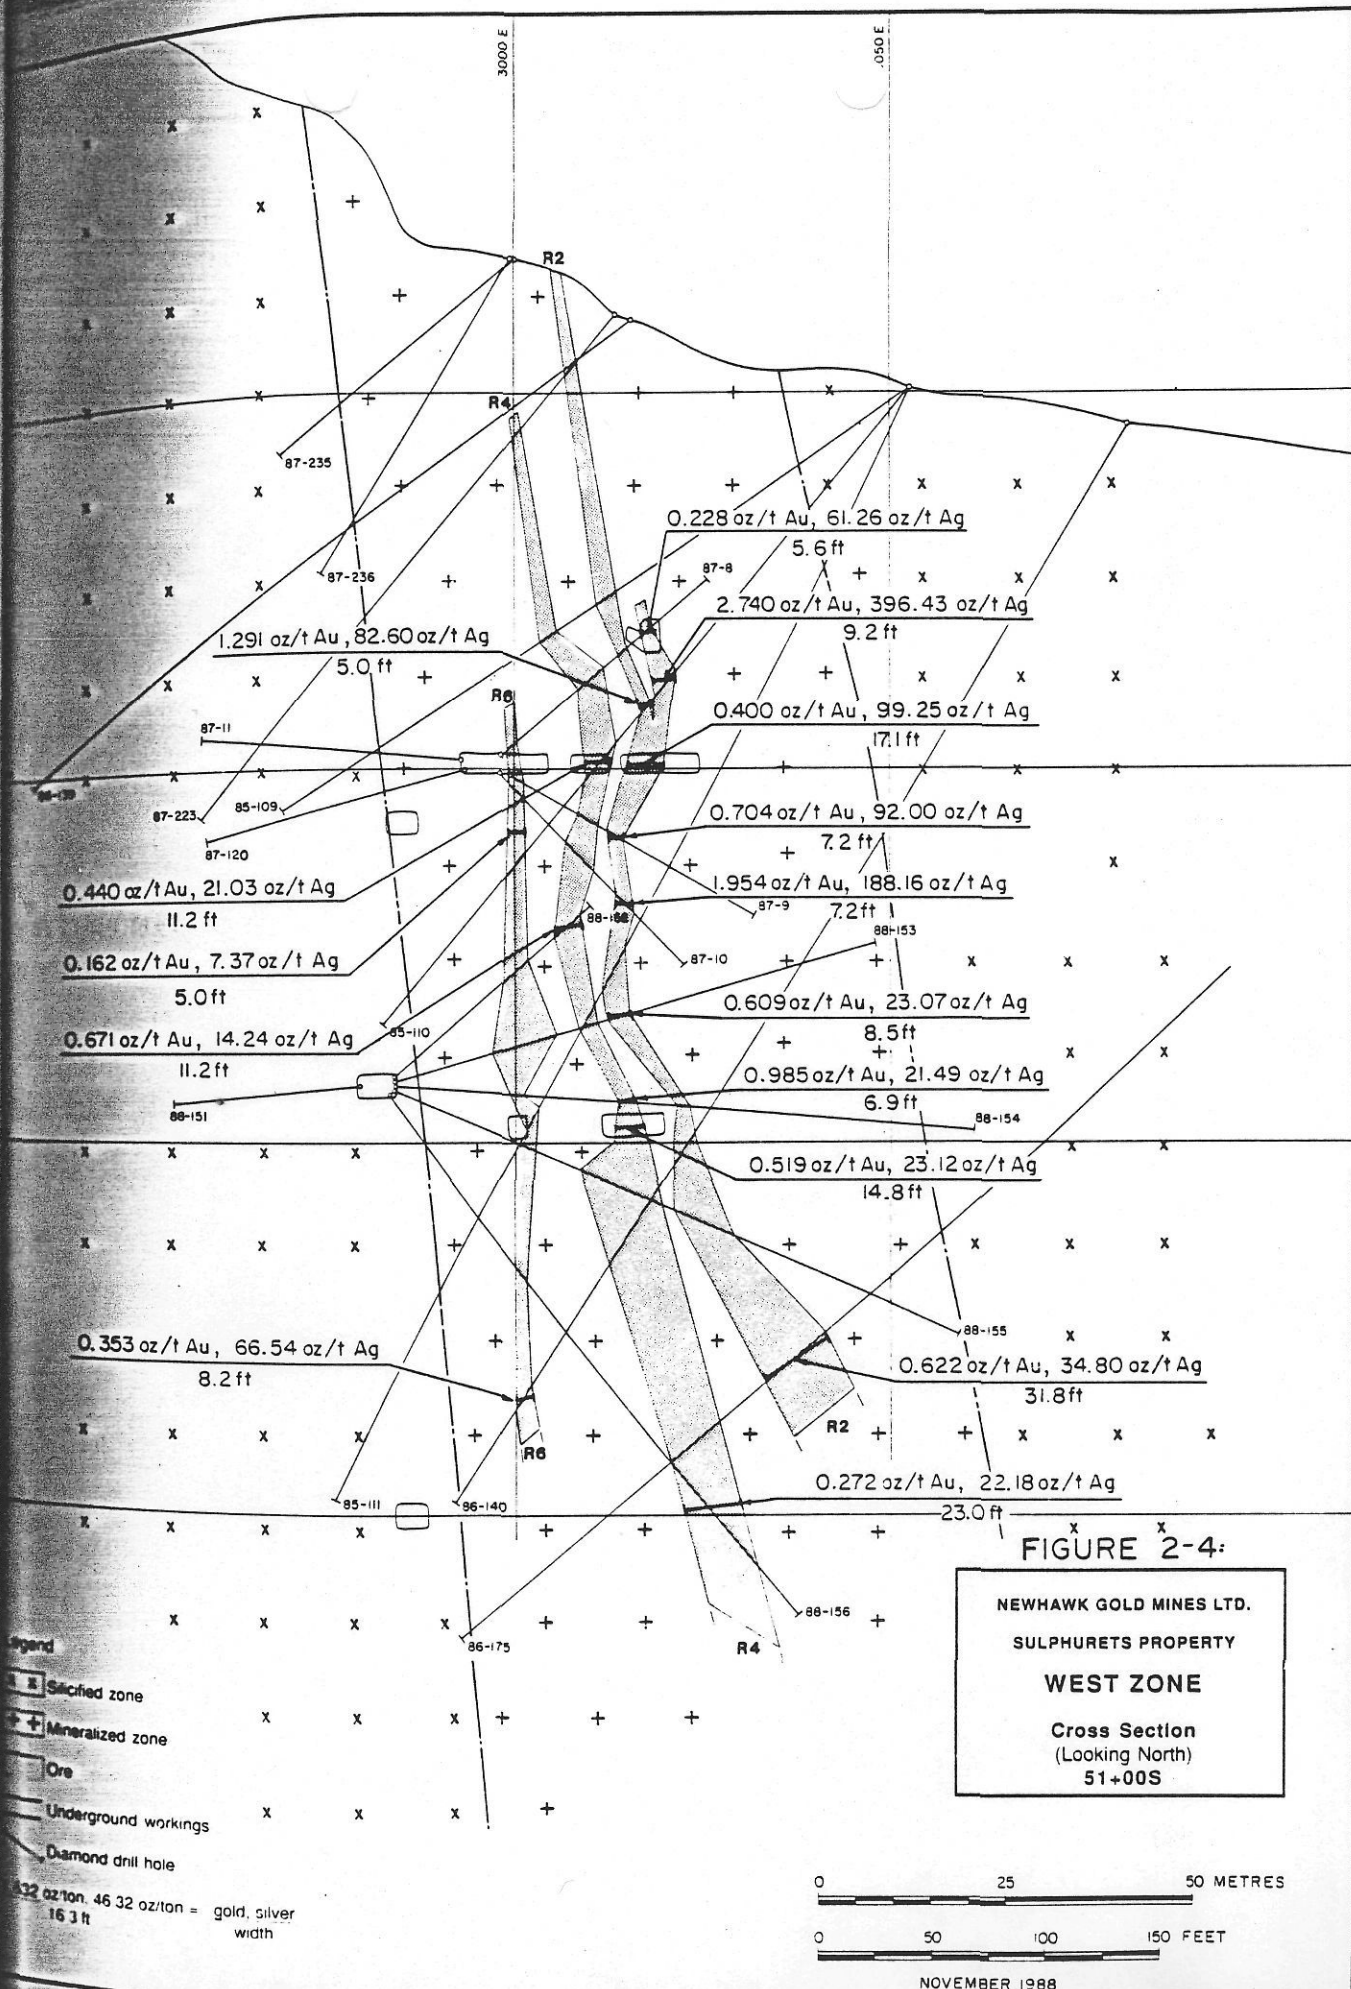 3000 E
050 E
R2
R4
87-235
0.228 oz/t Au, 61.26 oz/t Ag
5.6 ft
87-236
87-8
2.740 oz/t Au, 396.43 oz/t Ag
9.2 ft
1.291 oz/t Au, 82.60 oz/t Ag
5.0 ft
R6
0.400 oz/t Au, 99.25 oz/t Ag
17.1 ft
87-11
85-109
87-223
87-120
0.704 oz/t Au, 92.00 oz/t Ag
7.2 ft
0.440 oz/t Au, 21.03 oz/t Ag
11.2 ft
1.954 oz/t Au, 188.16 oz/t Ag
7.2 ft
87-9
88-153
0.162 oz/t Au, 7.37 oz/t Ag
5.0 ft
87-10
0.609 oz/t Au, 23.07 oz/t Ag
8.5 ft
85-110
0.671 oz/t Au, 14.24 oz/t Ag
11.2 ft
0.985 oz/t Au, 21.49 oz/t Ag
6.9 ft
88-151
88-154
0.519 oz/t Au, 23.12 oz/t Ag
14.8 ft
88-155
0.353 oz/t Au, 66.54 oz/t Ag
8.2 ft
0.622 oz/t Au, 34.80 oz/t Ag
31.8 ft
R2
R6
0.272 oz/t Au, 22.18 oz/t Ag
23.0 ft
85-111
86-140
88-156
86-175
R4
FIGURE 2-4:
NEWHAWK GOLD MINES LTD.
SULPHURETS PROPERTY
WEST ZONE
Cross Section
(Looking North)
51+00S
Legend
Silicified zone
Mineralized zone
Ore
Underground workings
Diamond drill hole
oz/ton, 46.32 oz/ton = gold, silver
16.3 ft width
0 25 50 METRES
0 50 100 150 FEET
NOVEMBER 1988